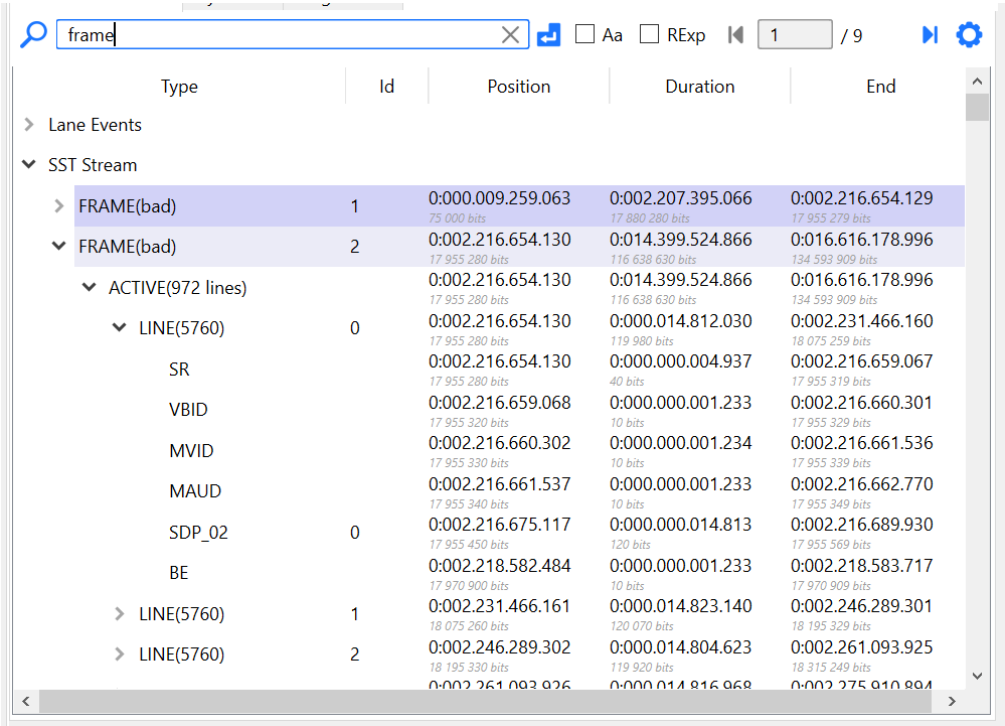 frame Aa RExp 1 / 9
Type Id Position Duration End
Lane Events
SST Stream
FRAME(bad) 1 0:000.009.259.063 0:002.207.395.066 0:002.216.654.129
75 000 bits 17 880 280 bits 17 955 279 bits
FRAME(bad) 2 0:002.216.654.130 0:014.399.524.866 0:016.616.178.996
17 955 280 bits 116 638 630 bits 134 593 909 bits
ACTIVE(972 lines) 0:002.216.654.130 0:014.399.524.866 0:016.616.178.996
17 955 280 bits 116 638 630 bits 134 593 909 bits
LINE(5760) 0 0:002.216.654.130 0:000.014.812.030 0:002.231.466.160
17 955 280 bits 119 980 bits 18 075 259 bits
SR 0:002.216.654.130 0:000.000.004.937 0:002.216.659.067
17 955 280 bits 40 bits 17 955 319 bits
VBID 0:002.216.659.068 0:000.000.001.233 0:002.216.660.301
17 955 320 bits 10 bits 17 955 329 bits
MVID 0:002.216.660.302 0:000.000.001.234 0:002.216.661.536
17 955 330 bits 10 bits 17 955 339 bits
MAUD 0:002.216.661.537 0:000.000.001.233 0:002.216.662.770
17 955 340 bits 10 bits 17 955 349 bits
SDP_02 0 0:002.216.675.117 0:000.000.014.813 0:002.216.689.930
17 955 450 bits 120 bits 17 955 569 bits
BE 0:002.218.582.484 0:000.000.001.233 0:002.218.583.717
17 970 900 bits 10 bits 17 970 909 bits
LINE(5760) 1 0:002.231.466.161 0:000.014.823.140 0:002.246.289.301
18 075 260 bits 120 070 bits 18 195 329 bits
LINE(5760) 2 0:002.246.289.302 0:000.014.804.623 0:002.261.093.925
18 195 330 bits 119 920 bits 18 315 249 bits
0:002.261.093.926 0:000.014.816.968 0:002.275.910.894